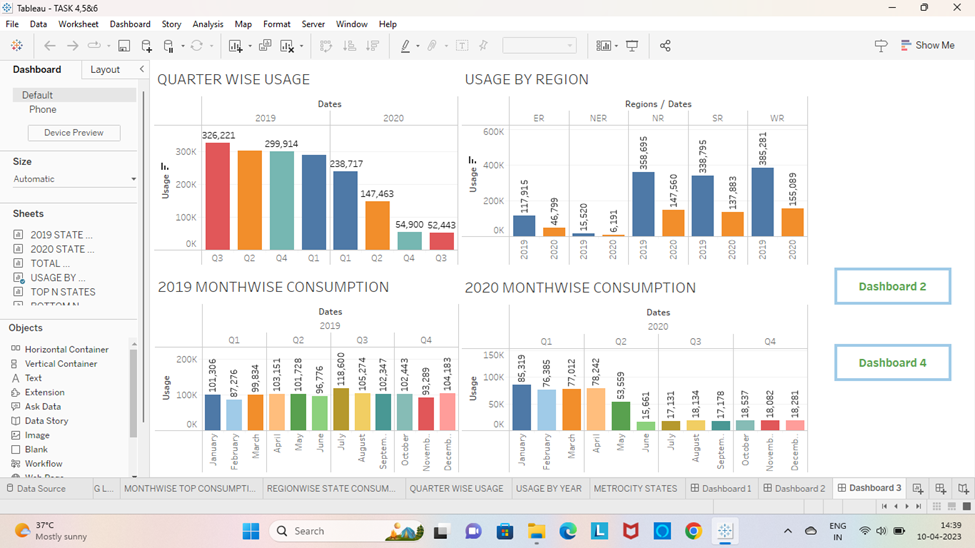 Tableau - TASK 4,5&6
File Data Worksheet Dashboard Story Analysis Map Format Server Window Help
Show Me
Dashboard Layout
Default
Phone
Device Preview
Size
Automatic
Sheets
2019 STATE ...
2020 STATE ...
TOTAL ...
USAGE BY ...
TOP N STATES
Objects
Horizontal Container
Vertical Container
Text
Extension
Ask Data
Data Story
Image
Blank
Workflow
QUARTER WISE USAGE
Dates
2019 2020
Usage
300K
200K
100K
0K
326,221 299,914 238,717 147,463 54,900 52,443
Q3 Q2 Q4 Q1 Q1 Q2 Q4 Q3
USAGE BY REGION
Regions / Dates
ER NER NR SR WR
Usage
600K
400K
200K
0K
117,915 46,799 15,520 6,191 358,695 147,560 338,795 137,883 385,281 155,089
2019 2020 2019 2020 2019 2020 2019 2020 2019 2020
2019 MONTHWISE CONSUMPTION
Dates
2019
Q1 Q2 Q3 Q4
Usage
200K
100K
0K
101,306 87,276 99,834 103,151 101,728 96,776 118,600 105,274 102,347 102,443 93,289 104,183
January February March April May June July August Septem.. October Novemb.. Decemb..
2020 MONTHWISE CONSUMPTION
Dates
2020
Q1 Q2 Q3 Q4
Usage
150K
100K
50K
0K
85,319 76,385 77,012 78,242 53,559 15,661 17,131 18,134 17,178 18,537 18,082 18,281
January February March April May June July August Septem.. October Novemb.. Decemb..
Dashboard 2
Dashboard 4
Data Source G L... MONTHWISE TOP CONSUMPTI... REGIONWISE STATE CONSUM... QUARTER WISE USAGE USAGE BY YEAR METROCITY STATES Dashboard 1 Dashboard 2 Dashboard 3
37°C
Mostly sunny
Search
ENG
IN
14:39
10-04-2023